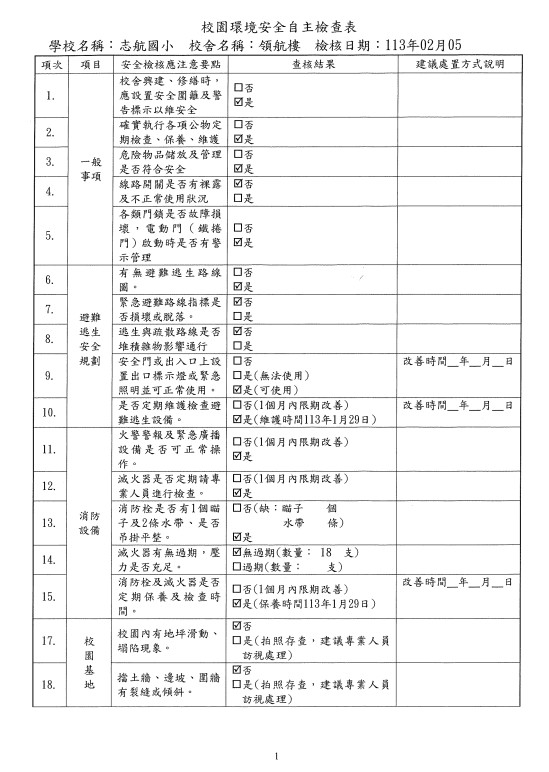 校園環境安全自主檢查表
學校名稱：志航國小 校舍名稱：領航樓 檢核日期：113年02月05
項次 項目 安全檢核應注意要點 查核結果 建議處置方式說明
一般
事項
1. 校舍興建、修繕時，
應設置安全圍籬及警
告標示以維安全
☐否
☑是
2. 確實執行各項公物定
期檢查、保養、維護
☐否
☑是
3. 危險物品儲放及管理
是否符合安全
☐否
☑是
4. 線路開關是否有裸露
及不正常使用狀況
☑否
☐是
5. 各類門鎖是否故障損
壞，電動門（鐵捲
門）啟動時是否有警
示管理
☐否
☑是
避難
逃生
安全
規劃
6. 有無避難逃生路線
圖。
☐否
☑是
7. 緊急避難路線指標是
否損壞或脫落。
☑否
☐是
8. 逃生與疏散路線是否
堆積雜物影響通行
☑否
☐是
9. 安全門或出入口上設
置出口標示燈或緊急
照明並可正常使用。
☐否
☐是(無法使用)
☑是(可使用)
改善時間__年__月__日
10. 是否定期維護檢查避
難逃生設備。
☐否(1個月內限期改善)
☑是(維護時間113年1月29日)
改善時間__年__月__日
消防
設備
11. 火警警報及緊急廣播
設備是否可正常操
作。
☐否(1個月內限期改善)
☑是
12. 滅火器是否定期請專
業人員進行檢查。
☐否(1個月內限期改善)
☑是
13. 消防栓是否有1個瞄
子及2條水帶、是否
吊掛平整。
☐否(缺：瞄子 個
水帶 條)
☑是
14. 滅火器有無過期，壓
力是否充足。
☑無過期(數量： 18 支)
☐過期(數量： 支)
15. 消防栓及滅火器是否
定期保養及檢查時
間。
☐否(1個月內限期改善)
☑是(保養時間113年1月29日)
改善時間__年__月__日
校
園
基
地
17. 校園內有地坪滑動、
塌陷現象。
☑否
☐是(拍照存查，建議專業人員
訪視處理)
18. 擋土牆、邊坡、圍牆
有裂縫或傾斜。
☑否
☐是(拍照存查，建議專業人員
訪視處理)
1